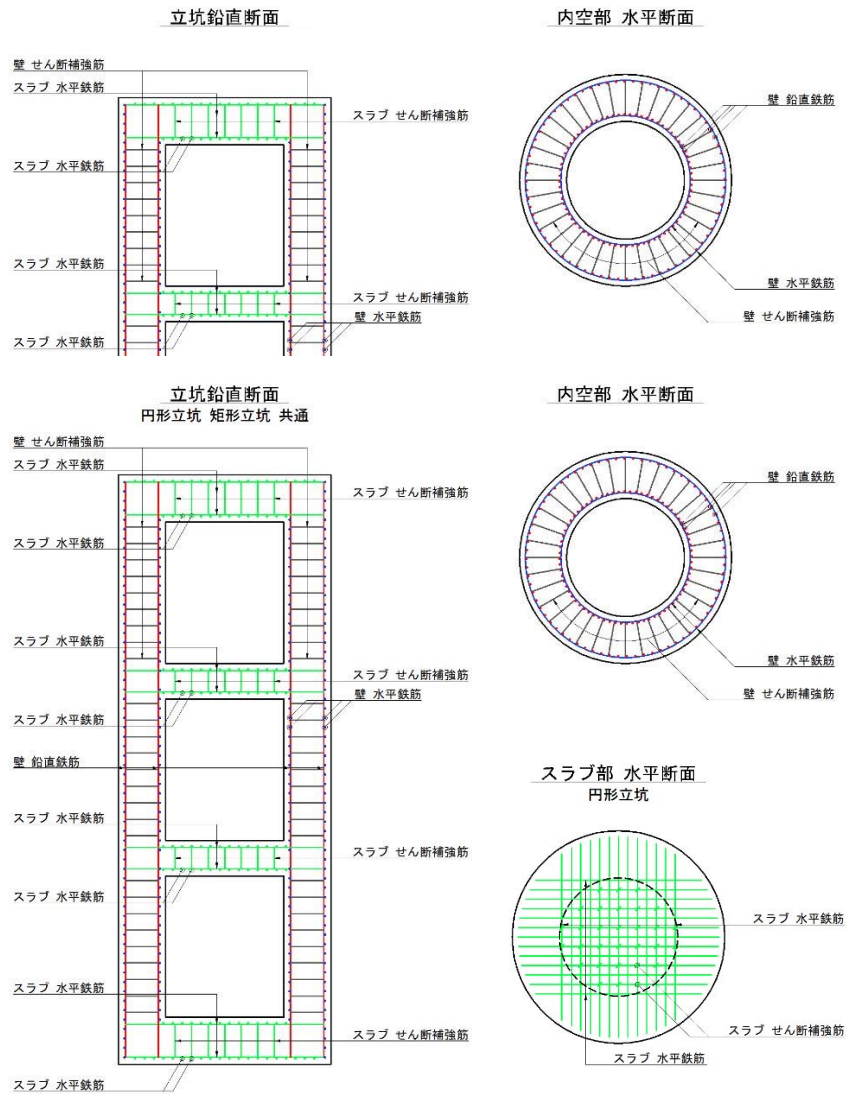 立坑鉛直断面
壁 せん断補強筋
スラブ 水平鉄筋
スラブ せん断補強筋
スラブ 水平鉄筋
スラブ 水平鉄筋
スラブ せん断補強筋
壁 水平鉄筋
スラブ 水平鉄筋
内空部 水平断面
壁 鉛直鉄筋
壁 水平鉄筋
壁 せん断補強筋
立坑鉛直断面
円形立坑 矩形立坑 共通
壁 せん断補強筋
スラブ 水平鉄筋
スラブ せん断補強筋
スラブ 水平鉄筋
スラブ 水平鉄筋
スラブ せん断補強筋
壁 水平鉄筋
スラブ 水平鉄筋
壁 鉛直鉄筋
スラブ 水平鉄筋
スラブ せん断補強筋
スラブ 水平鉄筋
スラブ 水平鉄筋
スラブ せん断補強筋
スラブ 水平鉄筋
内空部 水平断面
壁 鉛直鉄筋
壁 水平鉄筋
壁 せん断補強筋
スラブ部 水平断面
円形立坑
スラブ 水平鉄筋
スラブ せん断補強筋
スラブ 水平鉄筋